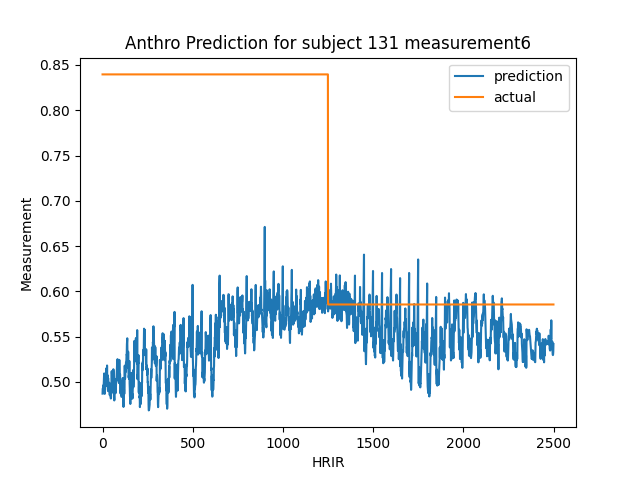 Anthro Prediction for subject 131 measurement6
prediction
actual
Measurement
0.85
0.80
0.75
0.70
0.65
0.60
0.55
0.50
0 500 1000 1500 2000 2500
HRIR